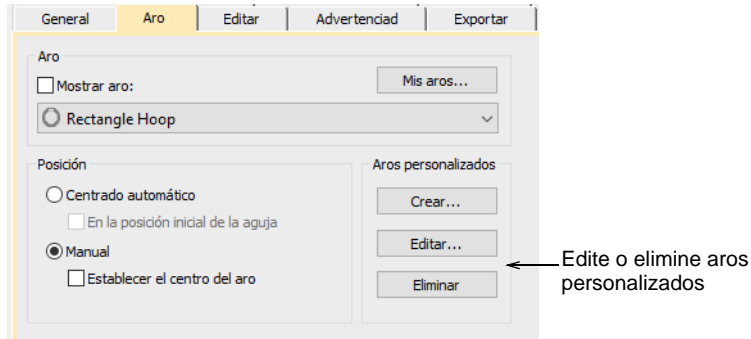 General Aro Editar Advertenciad Exportar
Aro
Mostrar aro: Mis aros...
Rectangle Hoop
Posición Aros personalizados
Centrado automático Crear...
En la posición inicial de la aguja
Manual Editar...
Establecer el centro del aro Eliminar
Edite o elimine aros
personalizados